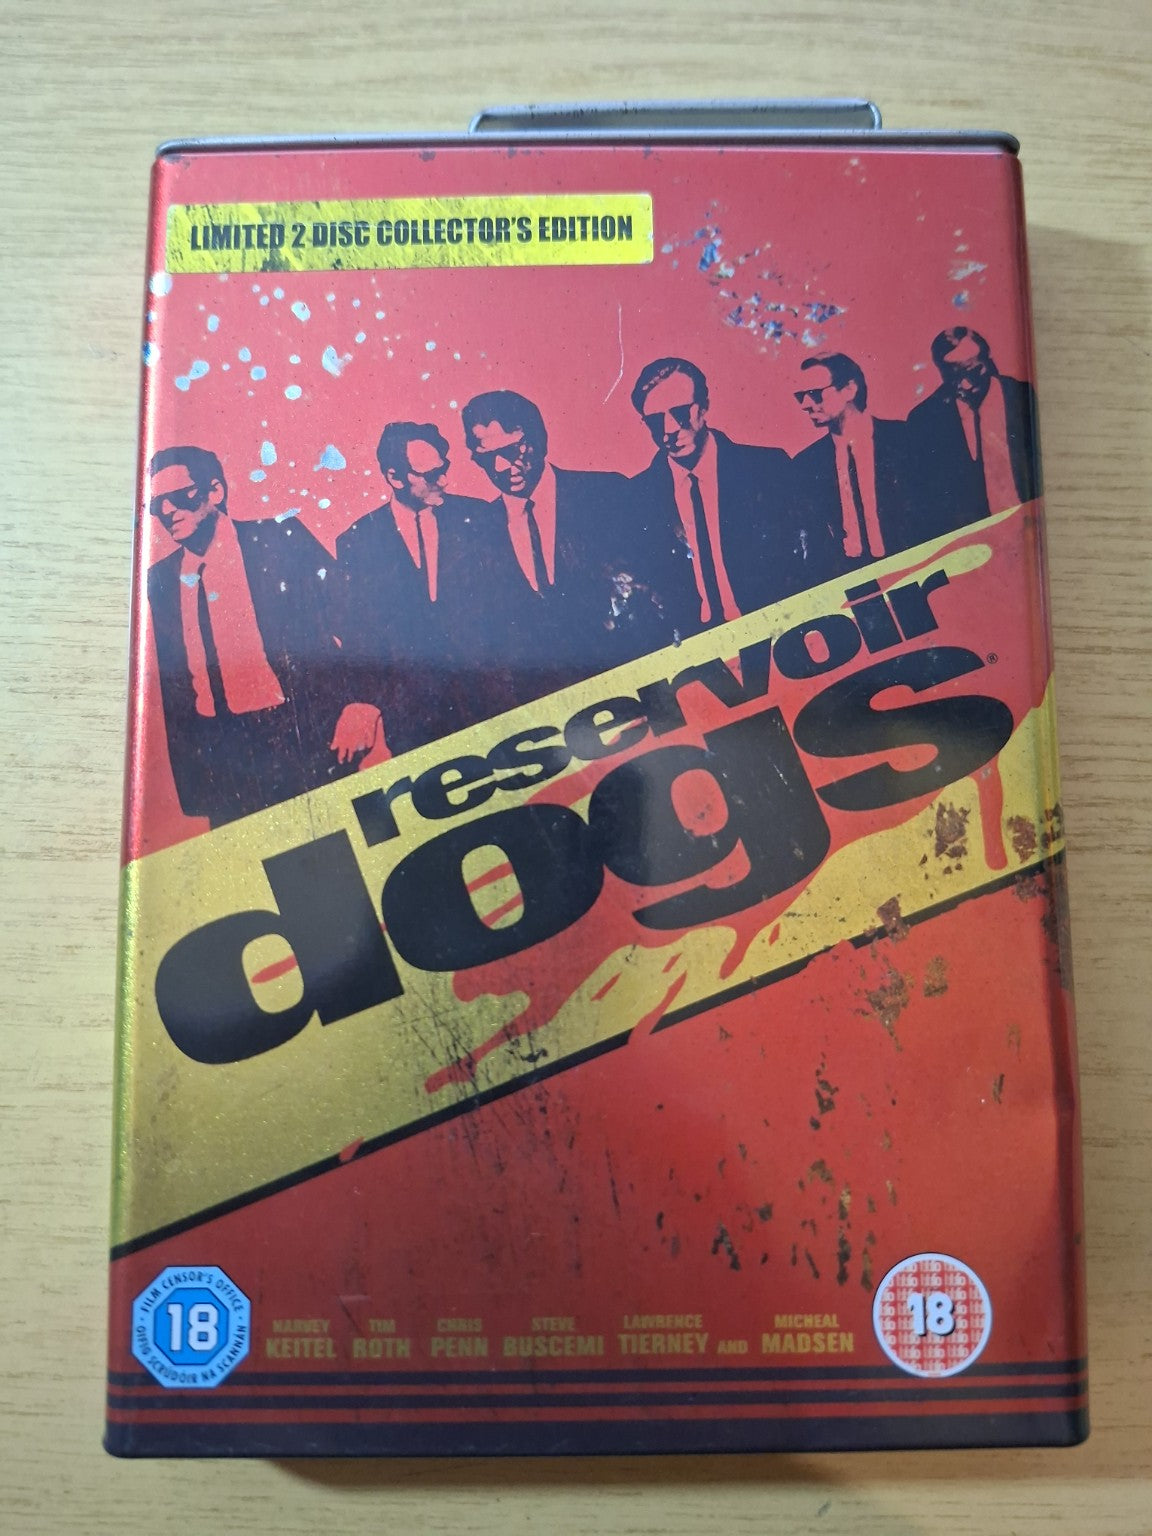 LIMITED 2 DISC COLLECTOR'S EDITION
reservoir
dogs®
FILM CENSOR'S OFFICE
18
OIFIG SCRÚDÓIR NA SCANNÁN
HARVEY KEITEL TIM ROTH CHRIS PENN STEVE BUSCEMI LAWRENCE TIERNEY AND MICHEAL MADSEN
18